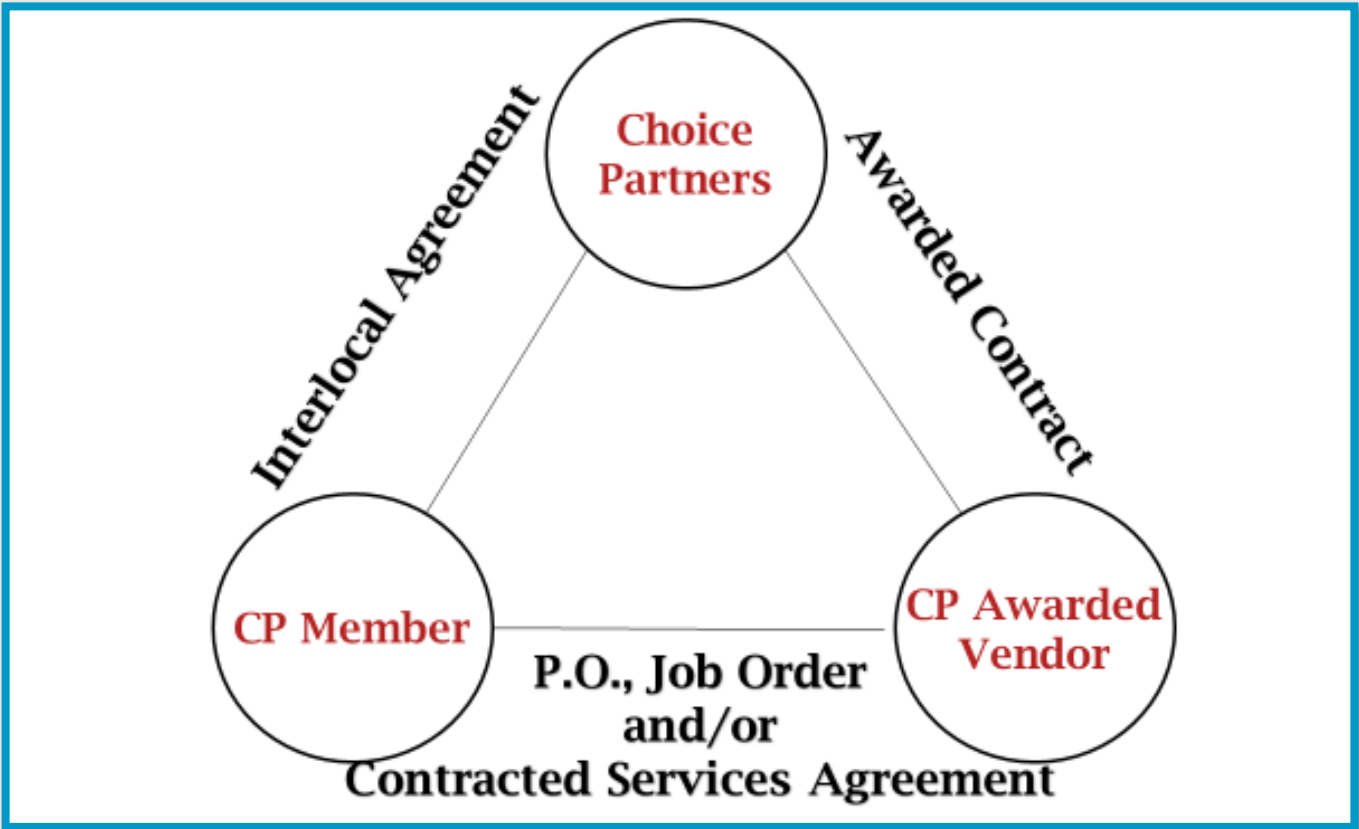 Choice
Partners
Interlocal Agreement
Awarded Contract
CP Member
CP Awarded
Vendor
P.O., Job Order
and/or
Contracted Services Agreement